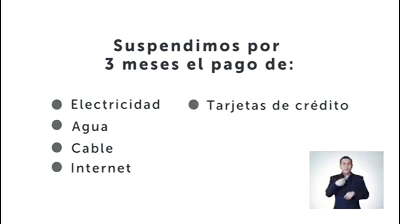 Suspendimos por
3 meses el pago de:
Electricidad
Agua
Cable
Internet
Tarjetas de crédito